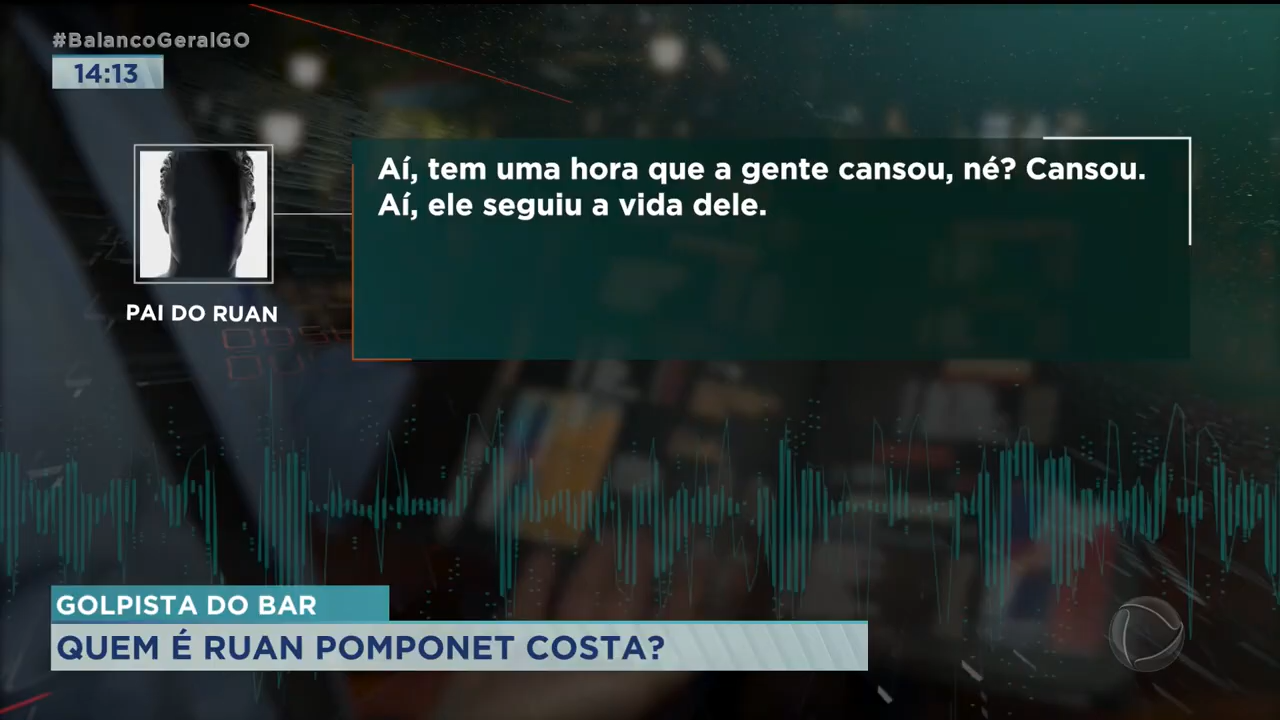 #BalancoGeralGO
14:13
Aí, tem uma hora que a gente cansou, né? Cansou.
Aí, ele seguiu a vida dele.
PAI DO RUAN
GOLPISTA DO BAR
QUEM É RUAN POMPONET COSTA?